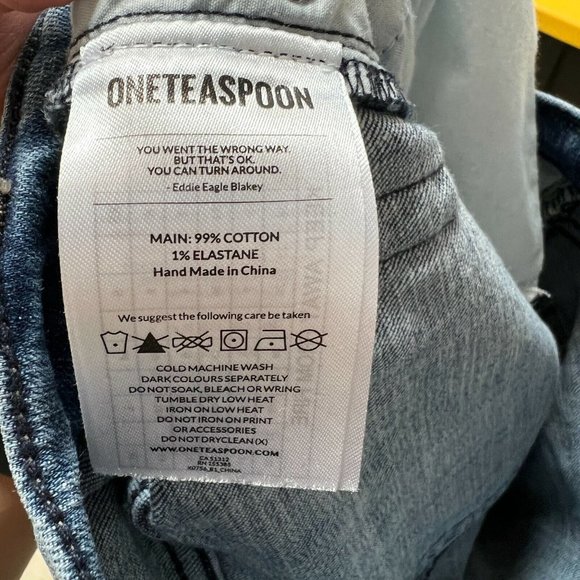 ONETEASPOON
YOU WENT THE WRONG WAY.
BUT THAT'S OK.
YOU CAN TURN AROUND.
- Eddie Eagle Blakey
MAIN: 99% COTTON
1% ELASTANE
Hand Made in China
We suggest the following care be taken
COLD MACHINE WASH
DARK COLOURS SEPARATELY
DO NOT SOAK, BLEACH OR WRING
TUMBLE DRY LOW HEAT
IRON ON LOW HEAT
DO NOT IRON ON PRINT
OR ACCESSORIES
DO NOT DRYCLEAN (X)
WWW.ONETEASPOON.COM
CA 51312